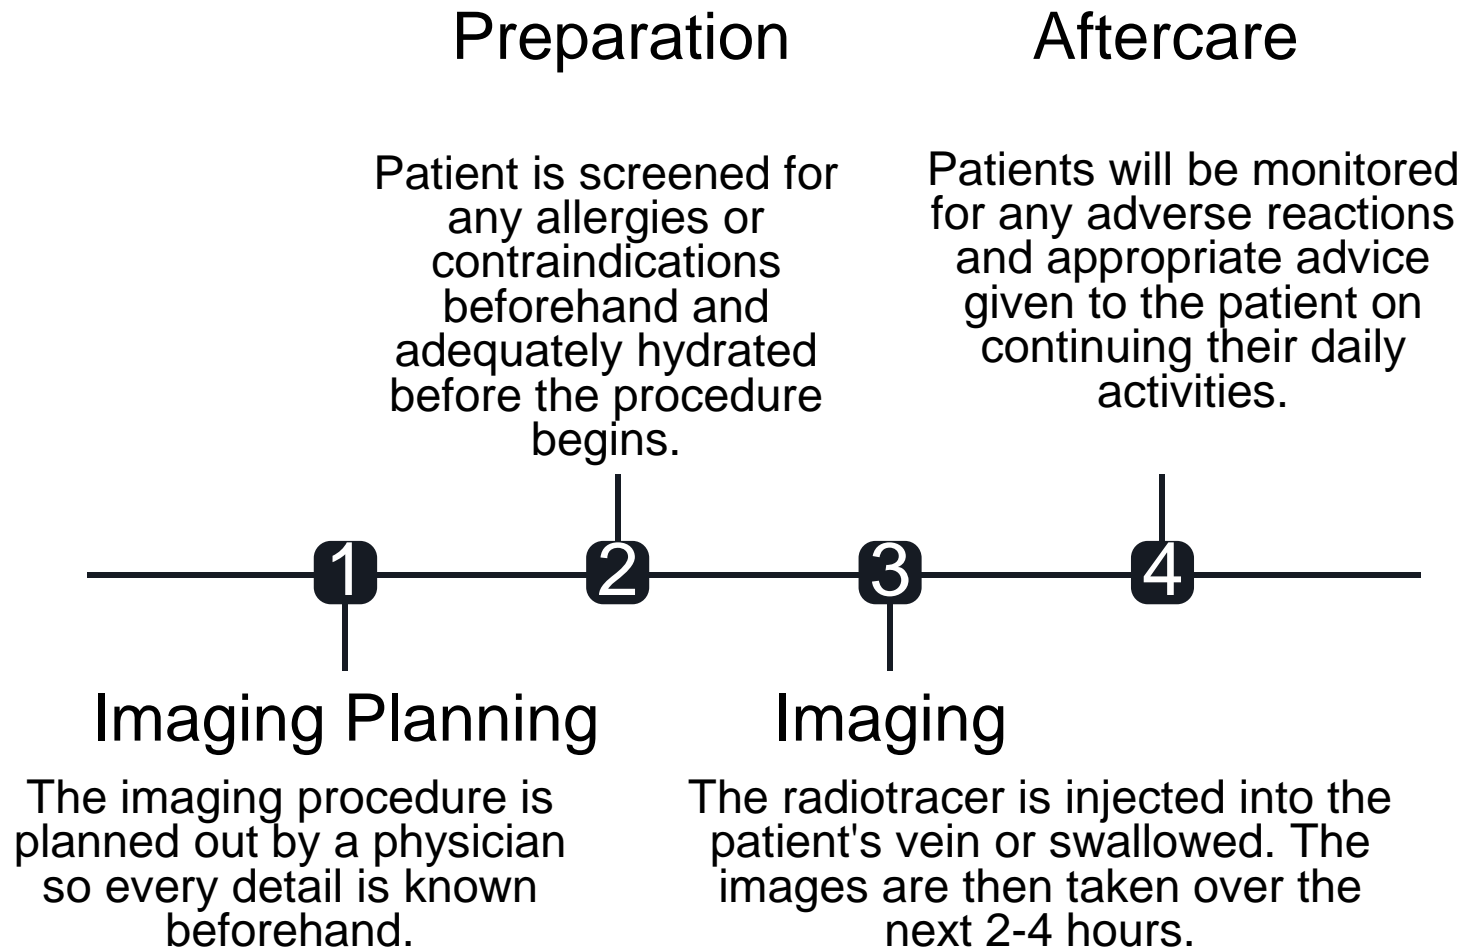 Preparation
Patient is screened for
any allergies or
contraindications
beforehand and
adequately hydrated
before the procedure
begins.
Aftercare
Patients will be monitored
for any adverse reactions
and appropriate advice
given to the patient on
continuing their daily
activities.
1
2
3
4
Imaging Planning
The imaging procedure is
planned out by a physician
so every detail is known
beforehand.
Imaging
The radiotracer is injected into the
patient's vein or swallowed. The
images are then taken over the
next 2-4 hours.